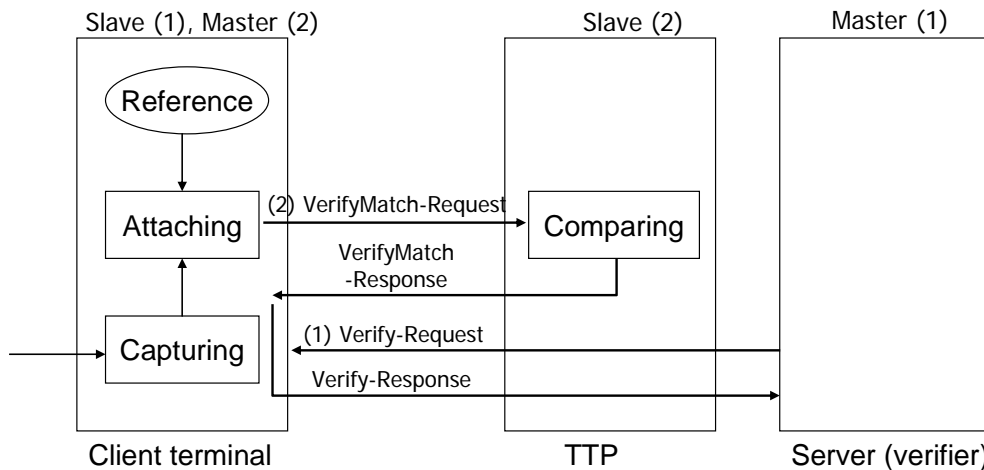 Slave (1), Master (2)
Slave (2)
Master (1)
Reference
Attaching
(2) VerifyMatch-Request
Comparing
VerifyMatch
-Response
(1) Verify-Request
Capturing
Verify-Response
Client terminal
TTP
Server (verifier)